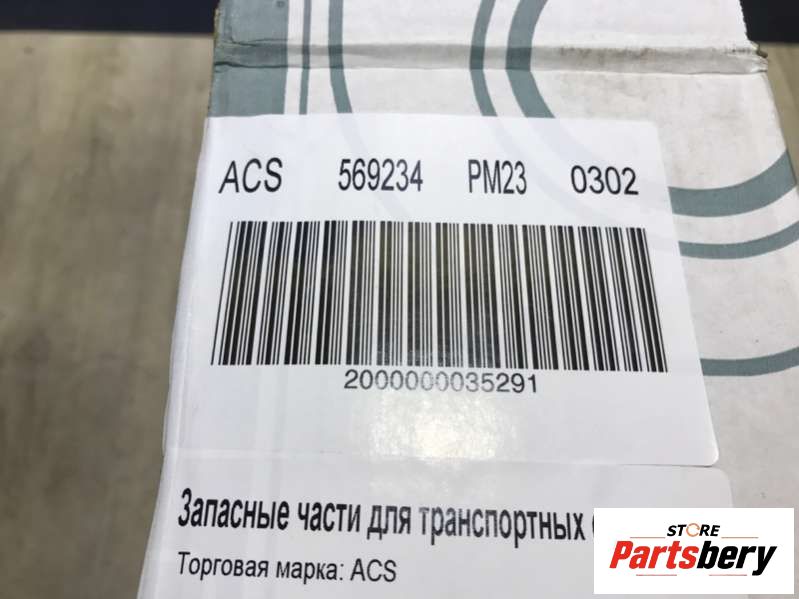 ACS 569234 PM23 0302
2000000035291
Запасные части для транспортных
Торговая марка: ACS
STORE
Partsbery